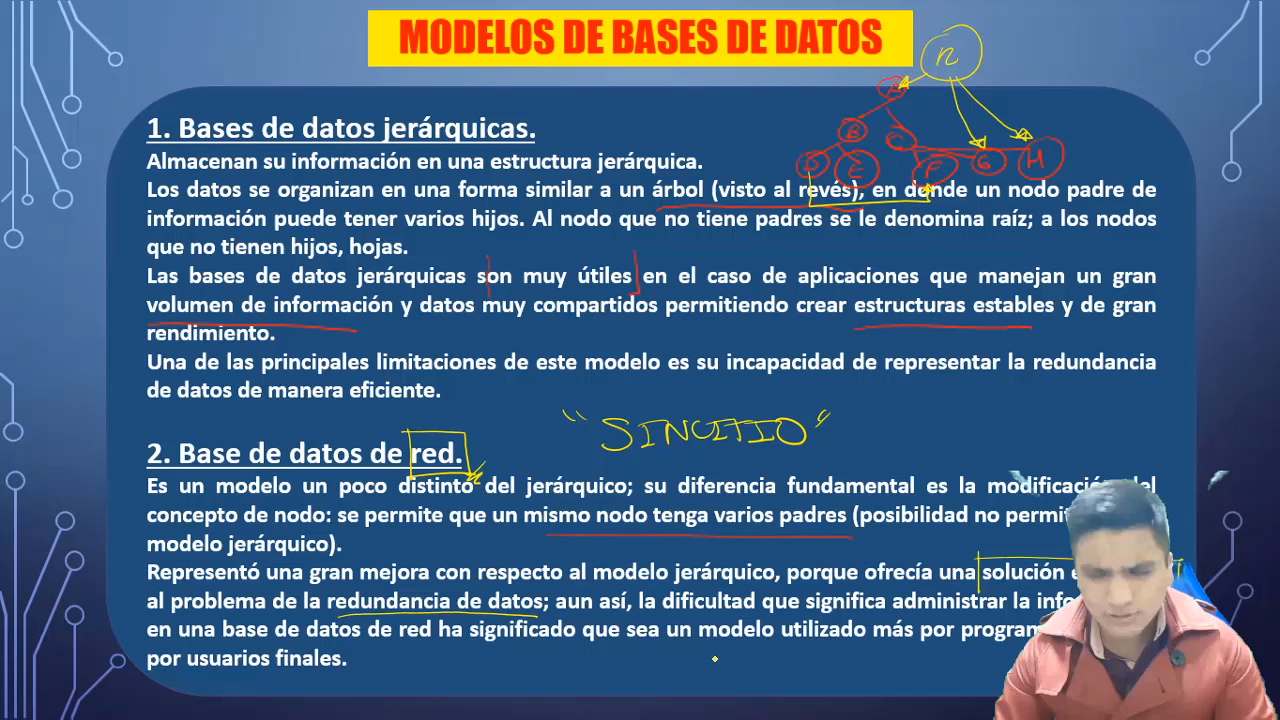 MODELOS DE BASES DE DATOS
R
A
B
C
D
E
F
G
H
1. Bases de datos jerárquicas.
Almacenan su información en una estructura jerárquica.
Los datos se organizan en una forma similar a un árbol (visto al revés), en donde un nodo padre de
información puede tener varios hijos. Al nodo que no tiene padres se le denomina raíz; a los nodos
que no tienen hijos, hojas.
Las bases de datos jerárquicas son muy útiles en el caso de aplicaciones que manejan un gran
volumen de información y datos muy compartidos permitiendo crear estructuras estables y de gran
rendimiento.
Una de las principales limitaciones de este modelo es su incapacidad de representar la redundancia
de datos de manera eficiente.
2. Base de datos de red.
Es un modelo un poco distinto del jerárquico; su diferencia fundamental es la modificación del
concepto de nodo: se permite que un mismo nodo tenga varios padres (posibilidad no permit
modelo jerárquico).
Representó una gran mejora con respecto al modelo jerárquico, porque ofrecía una solución
al problema de la redundancia de datos; aun así, la dificultad que significa administrar la info
en una base de datos de red ha significado que sea un modelo utilizado más por program
por usuarios finales.